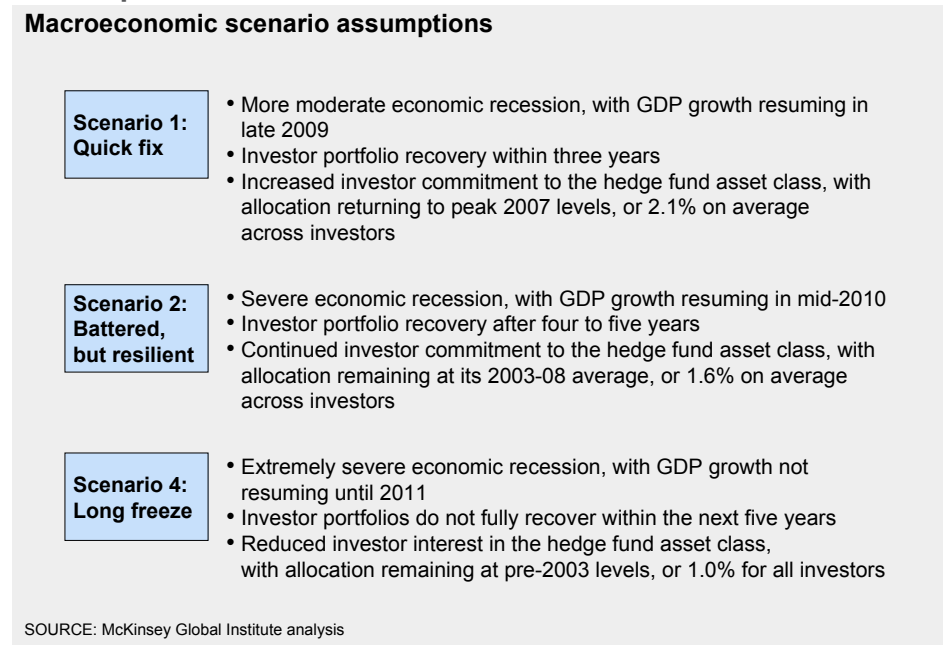 Macroeconomic scenario assumptions
Scenario 1:
Quick fix
• More moderate economic recession, with GDP growth resuming in
late 2009
• Investor portfolio recovery within three years
• Increased investor commitment to the hedge fund asset class, with
allocation returning to peak 2007 levels, or 2.1% on average
across investors
Scenario 2:
Battered,
but resilient
• Severe economic recession, with GDP growth resuming in mid-2010
• Investor portfolio recovery after four to five years
• Continued investor commitment to the hedge fund asset class, with
allocation remaining at its 2003-08 average, or 1.6% on average
across investors
Scenario 4:
Long freeze
• Extremely severe economic recession, with GDP growth not
resuming until 2011
• Investor portfolios do not fully recover within the next five years
• Reduced investor interest in the hedge fund asset class,
with allocation remaining at pre-2003 levels, or 1.0% for all investors
SOURCE: McKinsey Global Institute analysis